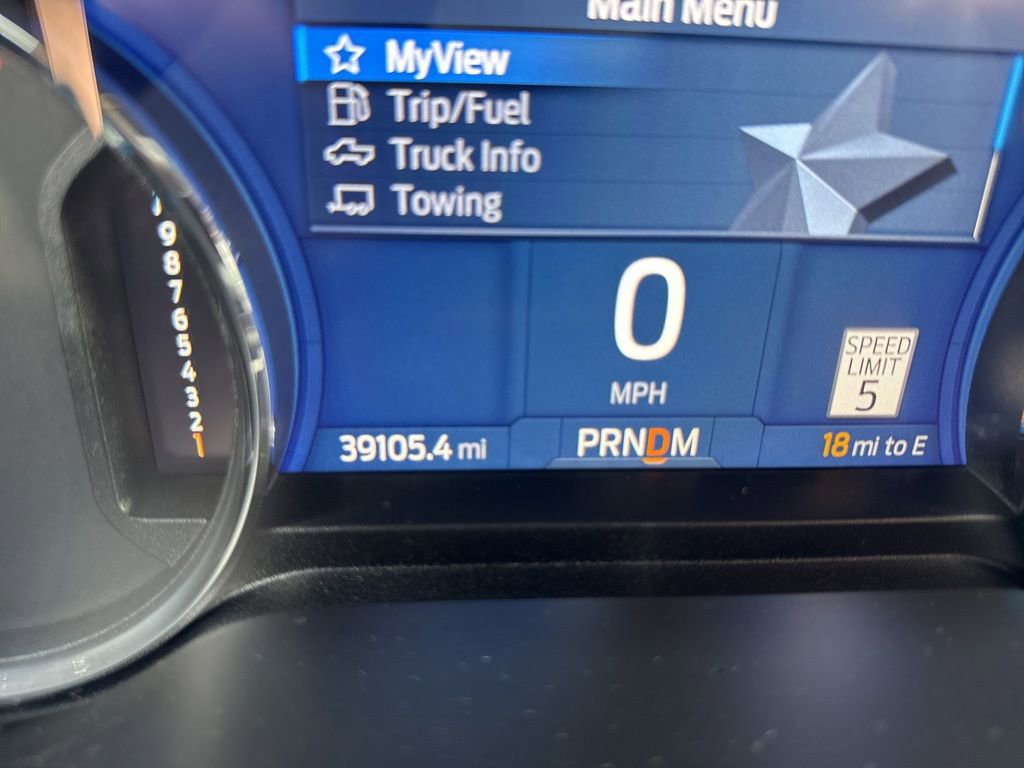 Main Menu
MyView
Trip/Fuel
Truck Info
Towing
9
8
7
6
5
4
3
2
1
0
MPH
SPEED
LIMIT
5
39105.4 mi
PRNDM
18 mi to E